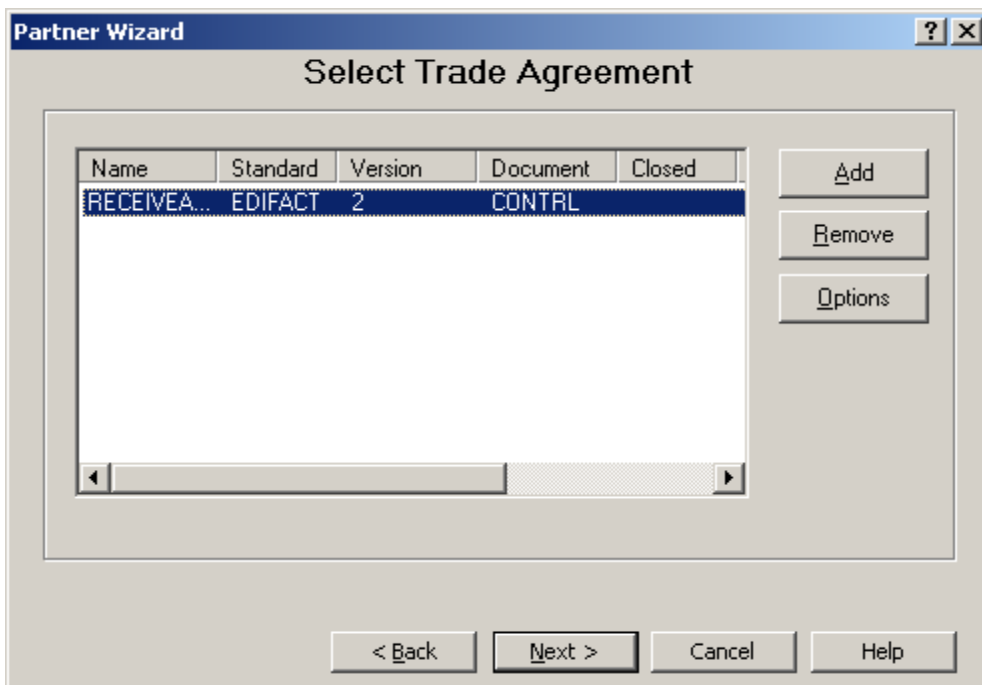 Partner Wizard
Select Trade Agreement
Name Standard Version Document Closed
RECEIVEA... EDIFACT 2 CONTRL
Add
Remove
Options
< Back Next > Cancel Help